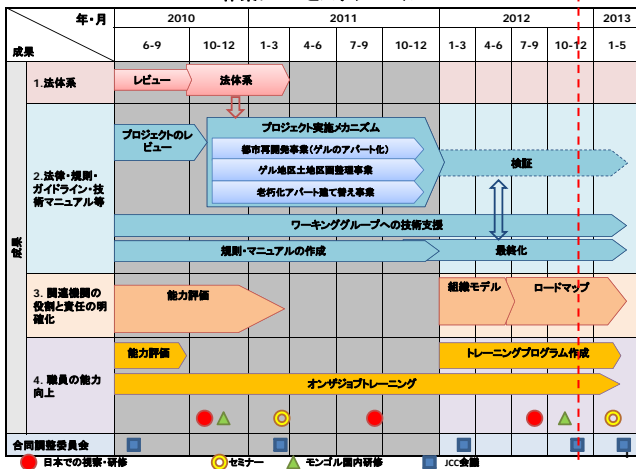 年・月
成果
2010
2011
2012
2013
6-9
10-12
1-3
4-6
7-9
10-12
1-3
4-6
7-9
10-12
1-5
成果
1.法体系
レビュー
法体系
2.法律・規則・
ガイドライン・技
術マニュアル等
プロジェクトのレ
ビュー
プロジェクト実施メカニズム
都市再開発事業(ゲルのアパート化)
ゲル地区土地区画整理事業
老朽化アパート建て替え事業
検証
ワーキンググループへの技術支援
規則・マニュアルの作成
最終化
3. 関連機関の
役割と責任の明
確化
能力評価
組織モデル
ロードマップ
4. 職員の能力
向上
能力評価
トレーニングプログラム作成
オンザジョブトレーニング
合同調整委員会
日本での視察・研修
セミナー
モンゴル国内研修
JCC会議